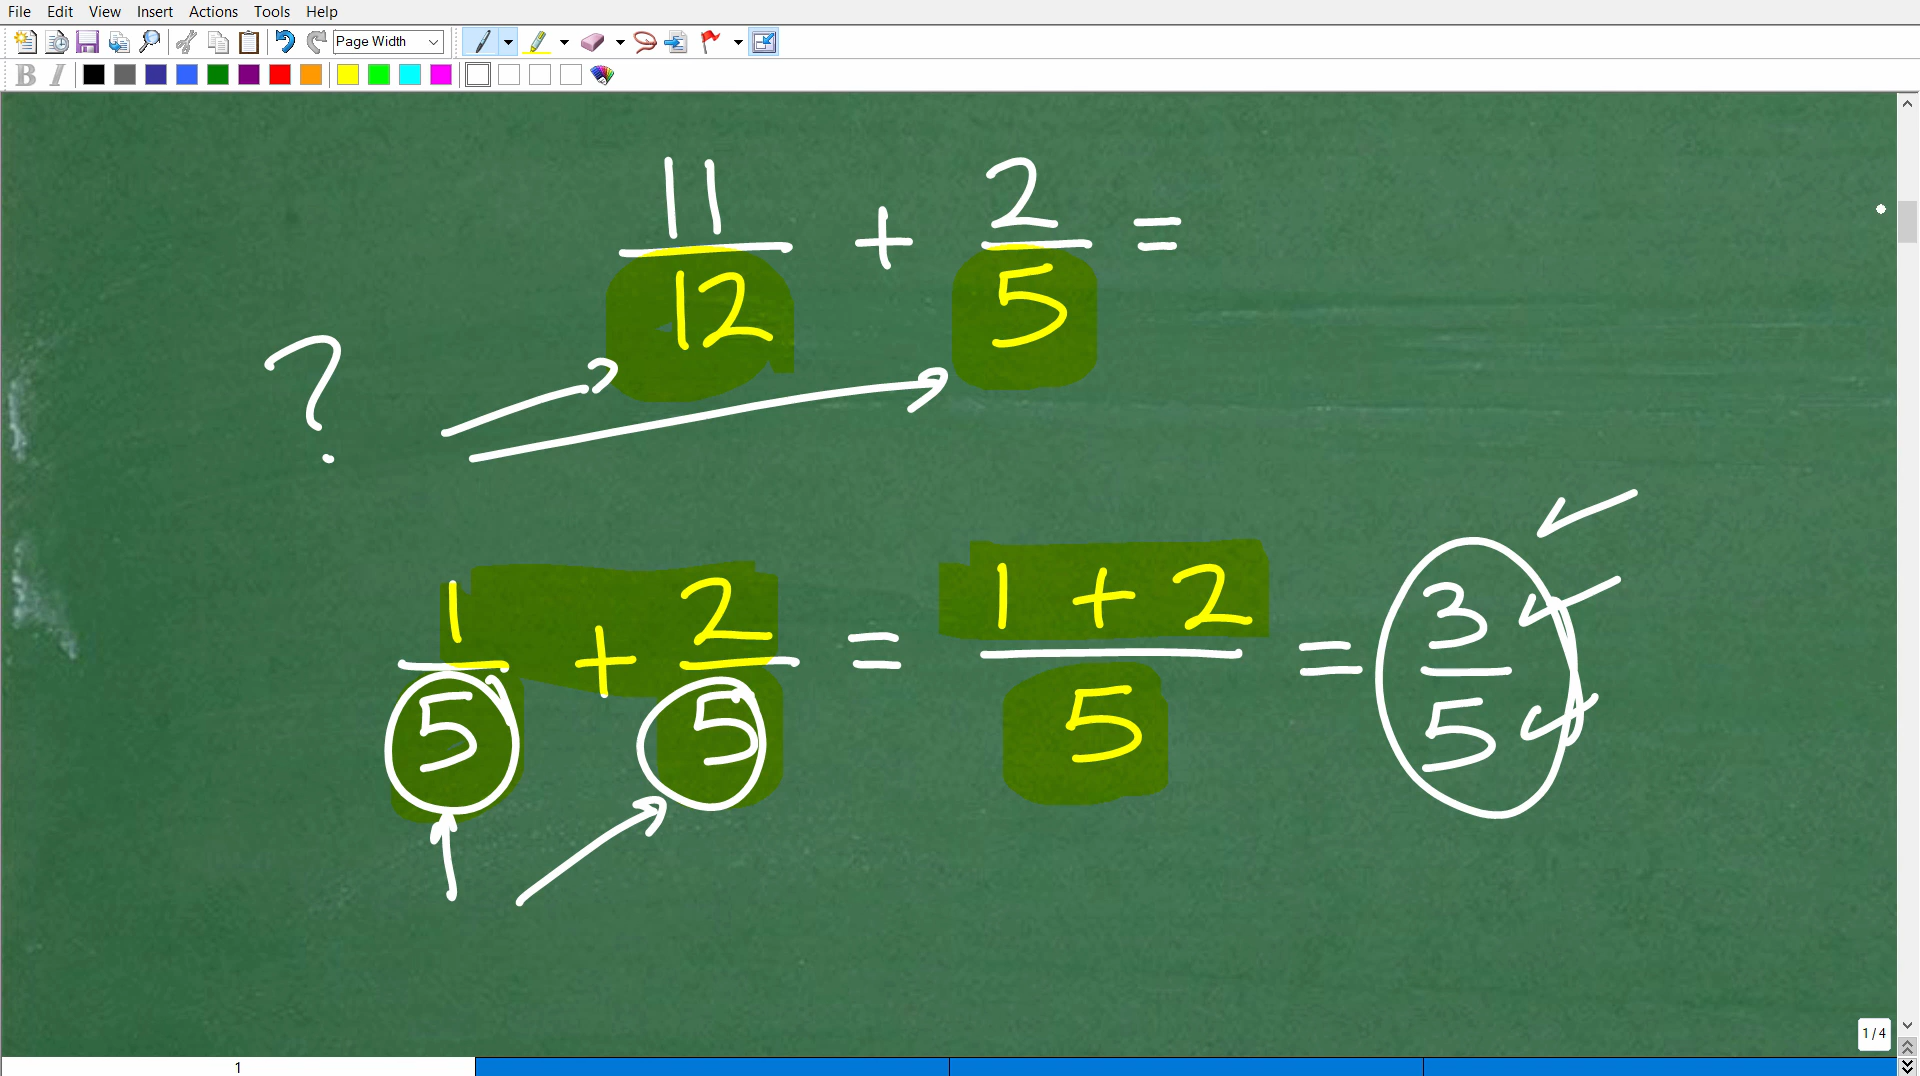 File Edit View Insert Actions Tools Help
Page Width
B I
11/12 + 2/5 =
?
1/5 + 2/5 = (1 + 2)/5 = 3/5
1 / 4
1